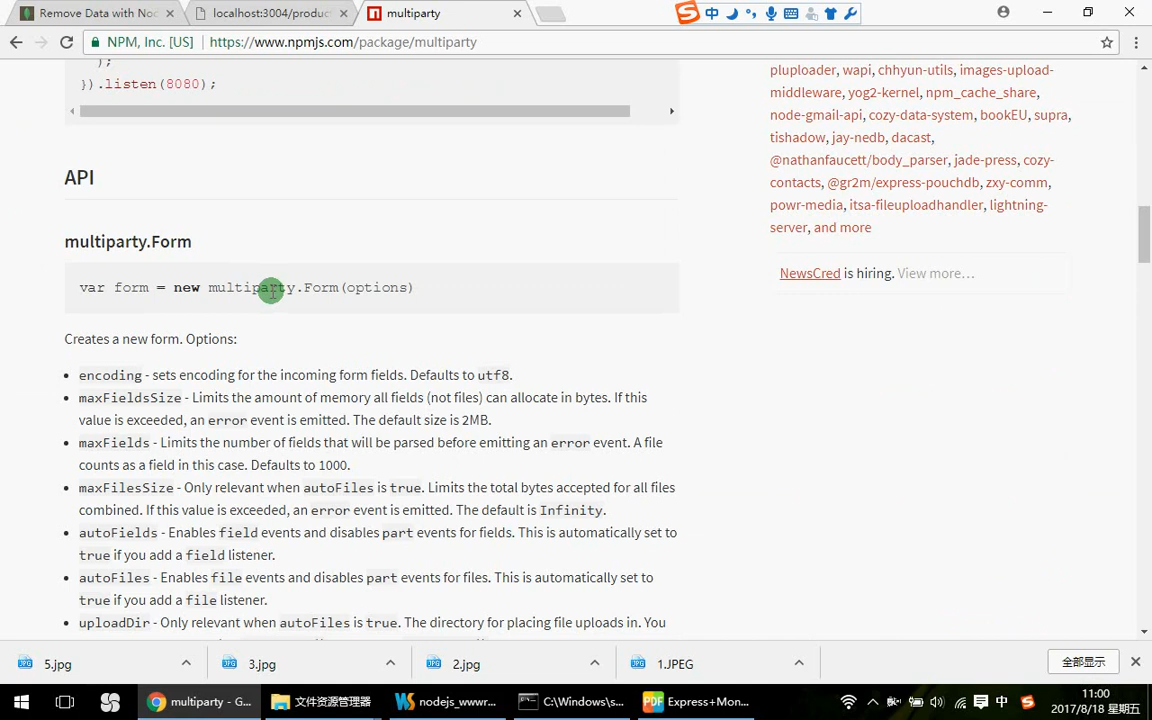 Remove Data with Nod
localhost:3004/produc
multiparty
中
NPM, Inc. [US]
https://www.npmjs.com/package/multiparty
);
}).listen(8080);
API
multiparty.Form
var form = new multiparty.Form(options)
Creates a new form. Options:
encoding - sets encoding for the incoming form fields. Defaults to utf8.
maxFieldsSize - Limits the amount of memory all fields (not files) can allocate in bytes. If this
value is exceeded, an error event is emitted. The default size is 2MB.
maxFields - Limits the number of fields that will be parsed before emitting an error event. A file
counts as a field in this case. Defaults to 1000.
maxFilesSize - Only relevant when autoFiles is true. Limits the total bytes accepted for all files
combined. If this value is exceeded, an error event is emitted. The default is Infinity.
autoFields - Enables field events and disables part events for fields. This is automatically set to
true if you add a field listener.
autoFiles - Enables file events and disables part events for files. This is automatically set to
true if you add a file listener.
uploadDir - Only relevant when autoFiles is true. The directory for placing file uploads in. You
pluploader, wapi, chhyun-utils, images-upload-
middleware, yog2-kernel, npm_cache_share,
node-gmail-api, cozy-data-system, bookEU, supra,
tishadow, jay-nedb, dacast,
@nathanfaucett/body_parser, jade-press, cozy-
contacts, @gr2m/express-pouchdb, zxy-comm,
powr-media, itsa-fileuploadhandler, lightning-
server, and more
NewsCred is hiring. View more…
5.jpg
3.jpg
2.jpg
1.JPEG
全部显示
multiparty - G...
文件资源管理器
nodejs_wwwr...
C:\Windows\s...
Express+Mon...
中
11:00
2017/8/18 星期五